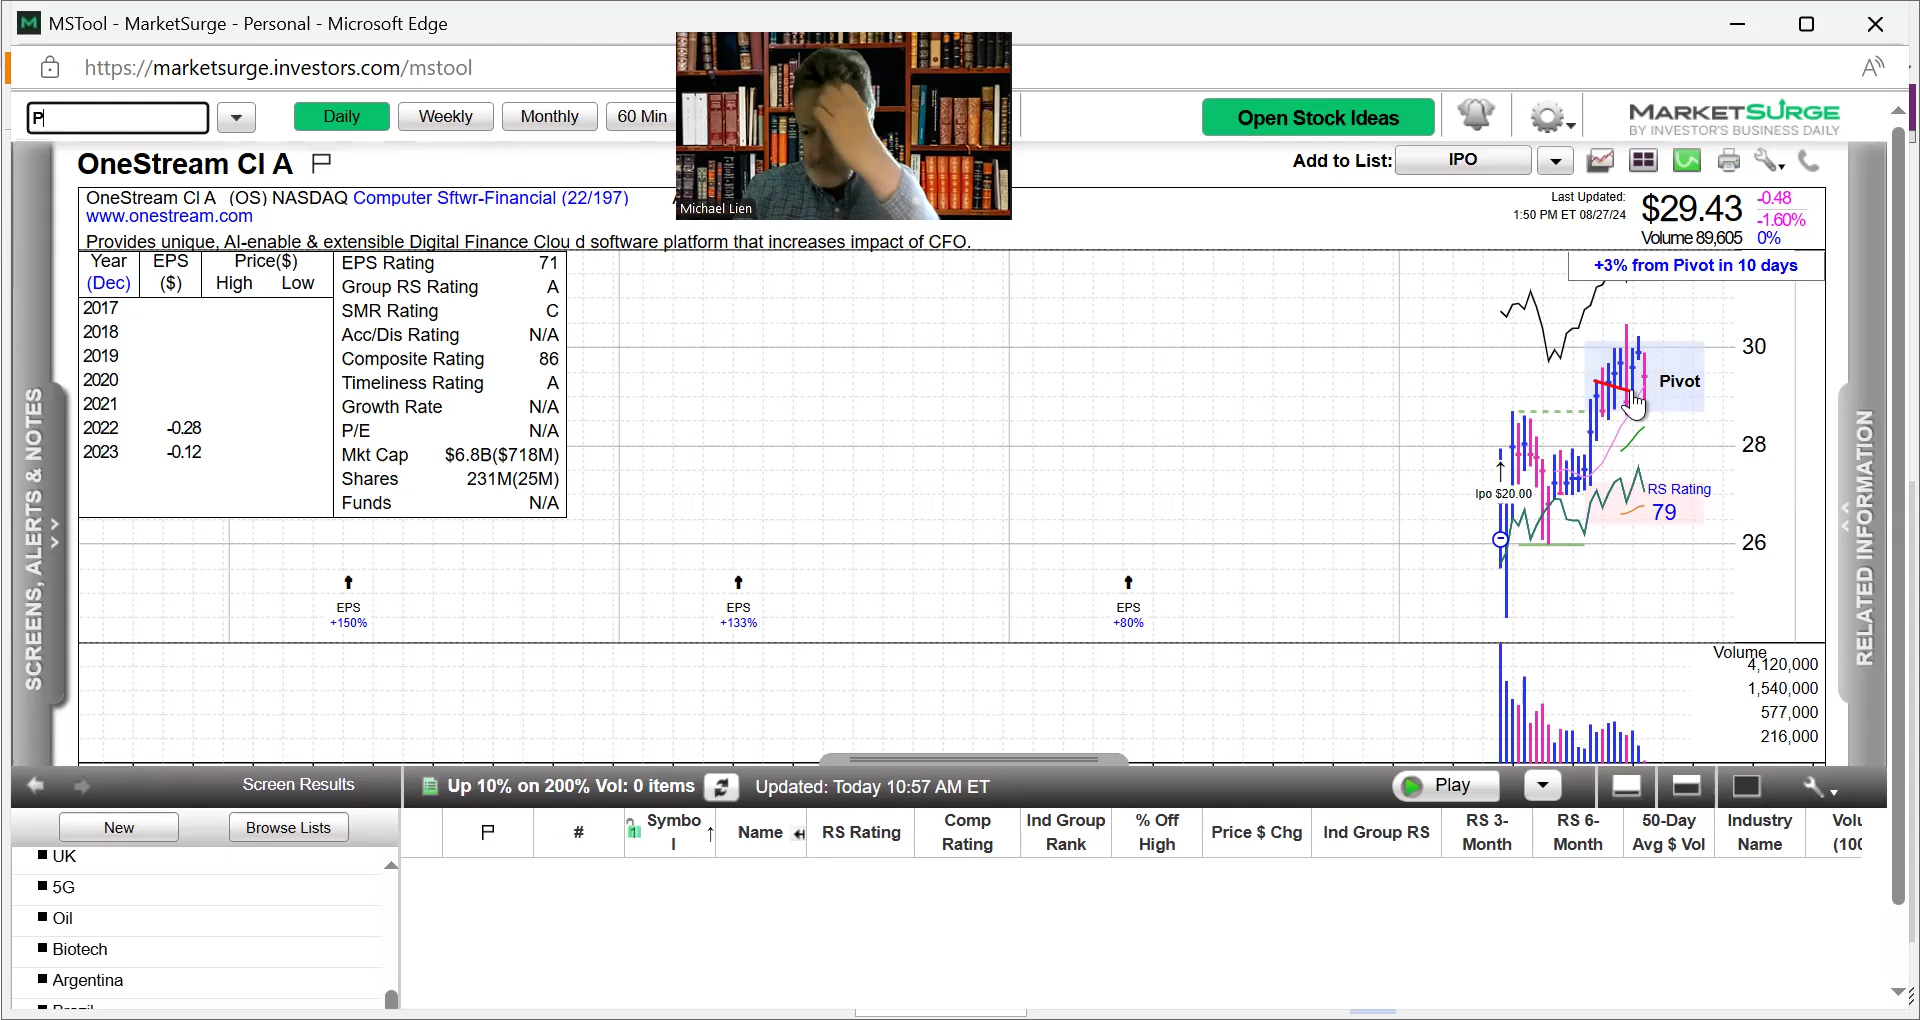 MSTool - MarketSurge - Personal - Microsoft Edge
https://marketsurge.investors.com/mstool
P
Daily
Weekly
Monthly
60 Min
Michael Lien
Open Stock Ideas
MARKETSURGE
BY INVESTOR'S BUSINESS DAILY
OneStream Cl A
Add to List:
IPO
OneStream Cl A (OS) NASDAQ Computer Sftwr-Financial (22/197)
www.onestream.com
Provides unique, AI-enable & extensible Digital Finance Clou d software platform that increases impact of CFO.
Last Updated:
1:50 PM ET 08/27/24
$29.43
-0.48
-1.60%
Volume 89,605 0%
Year EPS Price($)
(Dec) ($) High Low
2017
2018
2019
2020
2021
2022 -0.28
2023 -0.12
EPS Rating 71
Group RS Rating A
SMR Rating C
Acc/Dis Rating N/A
Composite Rating 86
Timeliness Rating A
Growth Rate N/A
P/E N/A
Mkt Cap $6.8B($718M)
Shares 231M(25M)
Funds N/A
+3% from Pivot in 10 days
30
Pivot
28
Ipo $20.00
RS Rating
79
26
EPS
+150%
EPS
+133%
EPS
+80%
Volume
4,120,000
1,540,000
577,000
216,000
SCREENS, ALERTS & NOTES
RELATED INFORMATION
Screen Results
Up 10% on 200% Vol: 0 items
Updated: Today 10:57 AM ET
Play
New
Browse Lists
UK
5G
Oil
Biotech
Argentina
#
Symbo
l
Name
RS Rating
Comp
Rating
Ind Group
Rank
% Off
High
Price $ Chg
Ind Group RS
RS 3-
Month
RS 6-
Month
50-Day
Avg $ Vol
Industry
Name